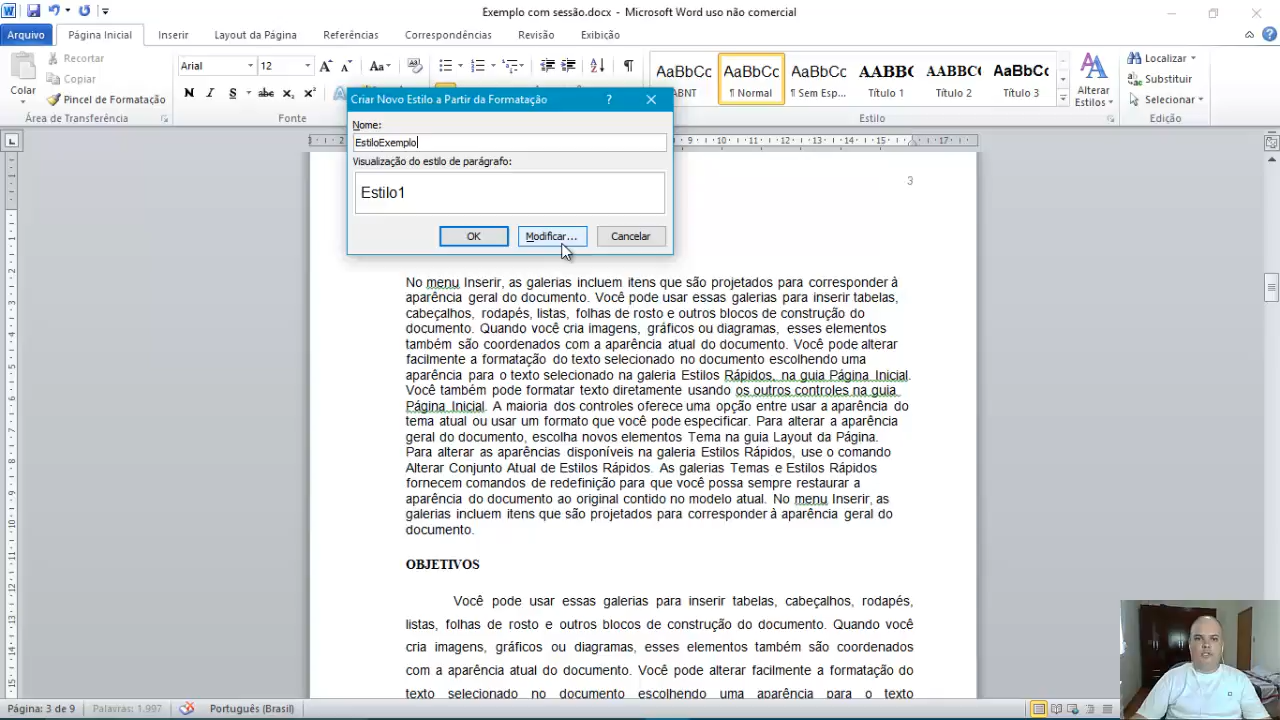 Exemplo com sessão.docx - Microsoft Word uso não comercial
Arquivo Página Inicial Inserir Layout da Página Referências Correspondências Revisão Exibição
Colar
Recortar
Copiar
Pincel de Formatação
Área de Transferência
Arial 12 Aa
N I S abe x₂ x²
Fonte
AaBbCc AaBbCc AaBbCc AABBC AABBCC AaBbCc
ABNT ¶ Normal ¶ Sem Esp... Título 1 Título 2 Título 3
Alterar
Estilos
Estilo
Localizar
Substituir
Selecionar
Edição
Criar Novo Estilo a Partir da Formatação
Nome:
EstiloExemplo
Visualização do estilo de parágrafo:
Estilo1
OK Modificar... Cancelar
3
No menu Inserir, as galerias incluem itens que são projetados para corresponder à
aparência geral do documento. Você pode usar essas galerias para inserir tabelas,
cabeçalhos, rodapés, listas, folhas de rosto e outros blocos de construção do
documento. Quando você cria imagens, gráficos ou diagramas, esses elementos
também são coordenados com a aparência atual do documento. Você pode alterar
facilmente a formatação do texto selecionado no documento escolhendo uma
aparência para o texto selecionado na galeria Estilos Rápidos, na guia Página Inicial.
Você também pode formatar texto diretamente usando os outros controles na guia
Página Inicial. A maioria dos controles oferece uma opção entre usar a aparência do
tema atual ou usar um formato que você pode especificar. Para alterar a aparência
geral do documento, escolha novos elementos Tema na guia Layout da Página.
Para alterar as aparências disponíveis na galeria Estilos Rápidos, use o comando
Alterar Conjunto Atual de Estilos Rápidos. As galerias Temas e Estilos Rápidos
fornecem comandos de redefinição para que você possa sempre restaurar a
aparência do documento ao original contido no modelo atual. No menu Inserir, as
galerias incluem itens que são projetados para corresponder à aparência geral do
documento.
OBJETIVOS
Você pode usar essas galerias para inserir tabelas, cabeçalhos, rodapés,
listas, folhas de rosto e outros blocos de construção do documento. Quando você
cria imagens, gráficos ou diagramas, esses elementos também são coordenados
com a aparência atual do documento. Você pode alterar facilmente a formatação do
texto selecionado no documento escolhendo uma aparência para o texto
Página: 3 de 9 Palavras: 1.997 Português (Brasil)